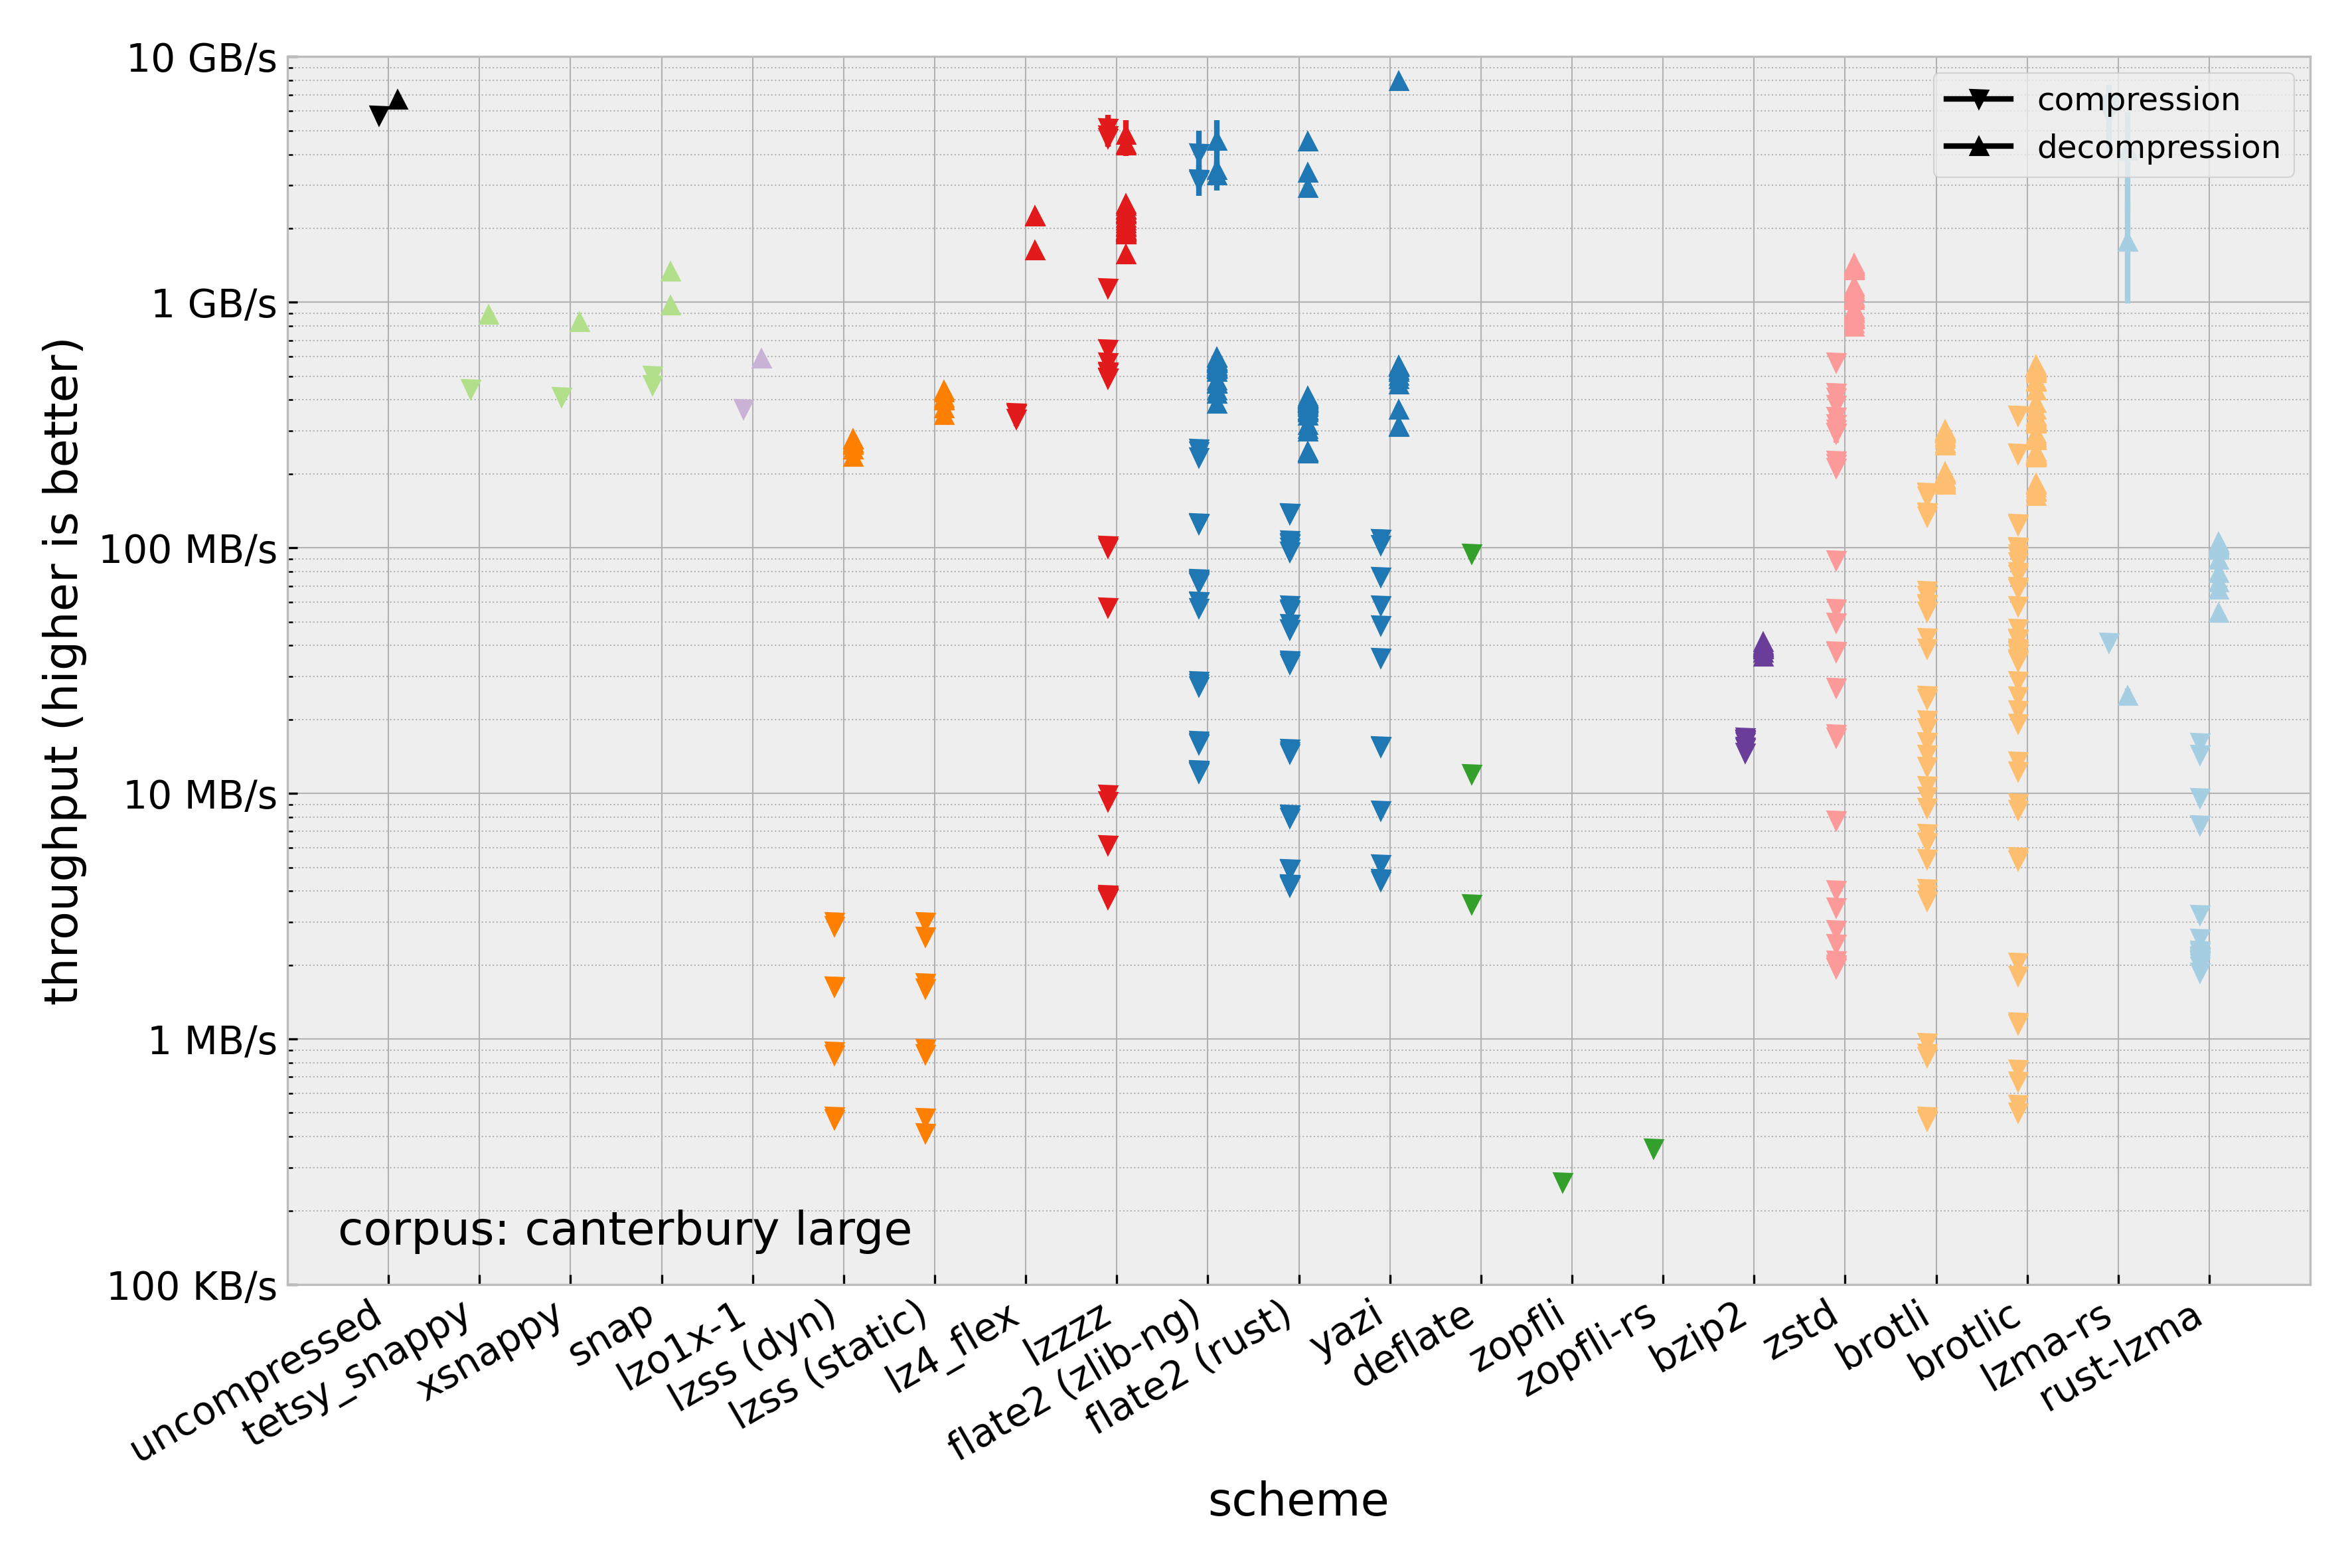 10 GB/s
1 GB/s
100 MB/s
10 MB/s
1 MB/s
100 KB/s
throughput (higher is better)
compression
decompression
corpus: canterbury large
uncompressed
tetsy_snappy
xsnappy
snap
lzo1x-1
lzss (dyn)
lzss (static)
lz4_flex
lzzzz
flate2 (zlib-ng)
flate2 (rust)
yazi
deflate
zopfli
zopfli-rs
bzip2
zstd
brotli
brotlic
lzma-rs
rust-lzma
scheme